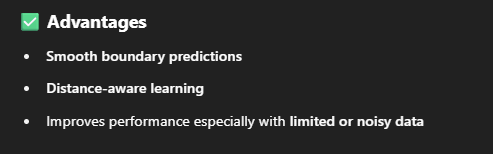 ✅ Advantages
• Smooth boundary predictions
• Distance-aware learning
• Improves performance especially with limited or noisy data